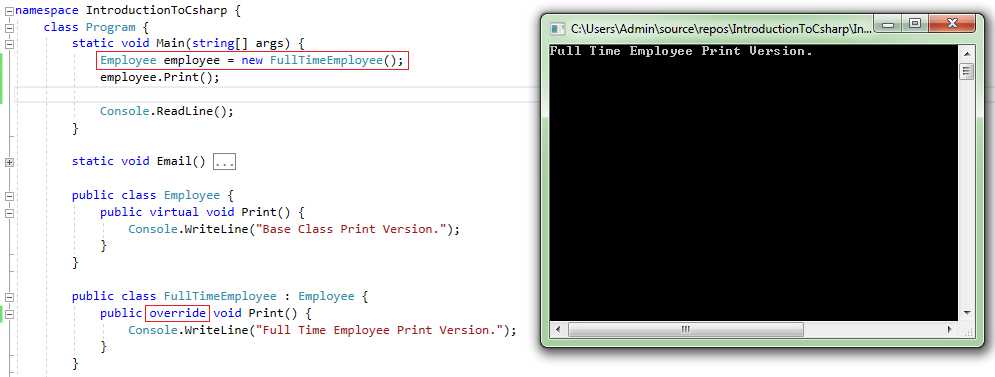 namespace IntroductionToCsharp {
class Program {
static void Main(string[] args) {
Employee employee = new FullTimeEmployee();
employee.Print();
Console.ReadLine();
}
static void Email() ...
public class Employee {
public virtual void Print() {
Console.WriteLine("Base Class Print Version.");
}
}
public class FullTimeEmployee : Employee {
public override void Print() {
Console.WriteLine("Full Time Employee Print Version.");
}
}
C:\Users\Admin\source\repos\IntroductionToCsharp\In...
Full Time Employee Print Version.